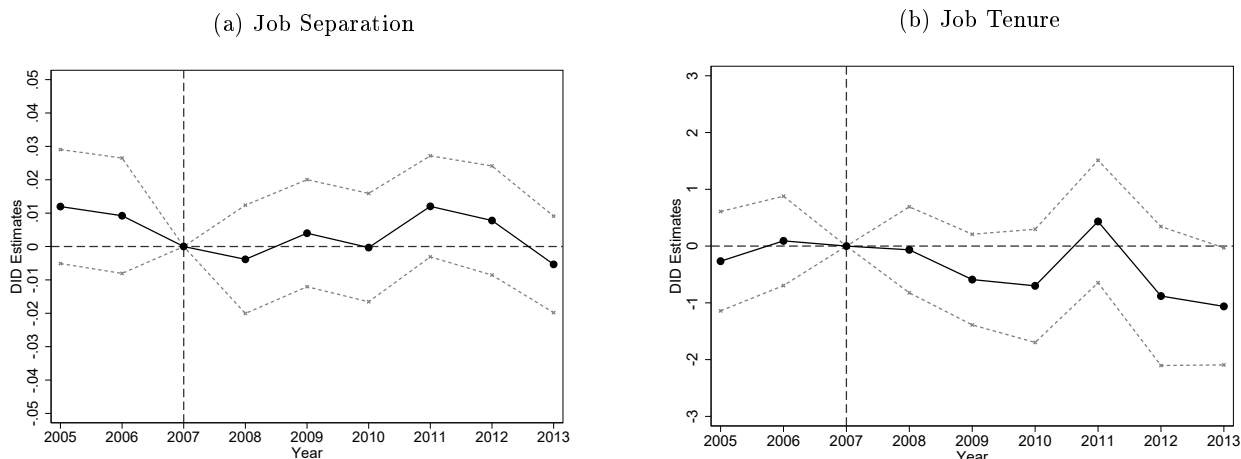 (a) Job Separation
.05
.04
.03
.02
.01
0
-.01
-.02
-.03
-.04
-.05
DID Estimates
2005 2006 2007 2008 2009 2010 2011 2012 2013
Year
(b) Job Tenure
3
2
1
0
-1
-2
-3
DID Estimates
2005 2006 2007 2008 2009 2010 2011 2012 2013
Year